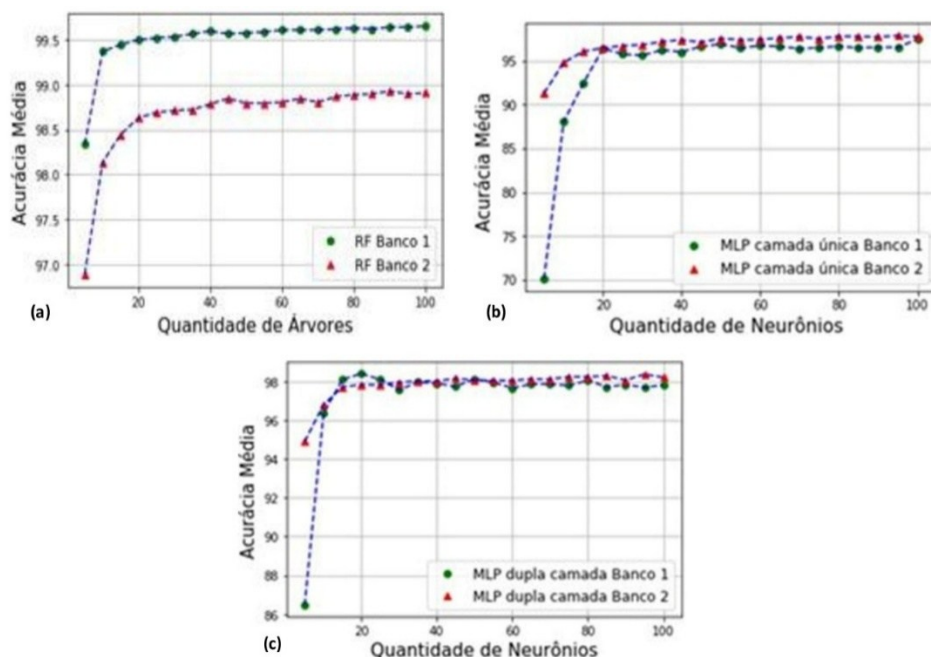 99.5
99.0
98.5
98.0
97.5
97.0
Acurácia Média
RF Banco 1
RF Banco 2
20
40
60
80
100
Quantidade de Árvores
(a)
95
90
85
80
75
70
Acurácia Média
MLP camada única Banco 1
MLP camada única Banco 2
0
20
40
60
80
100
Quantidade de Neurônios
(b)
98
96
94
92
90
88
86
Acurácia Média
MLP dupla camada Banco 1
MLP dupla camada Banco 2
20
40
60
80
100
Quantidade de Neurônios
(c)